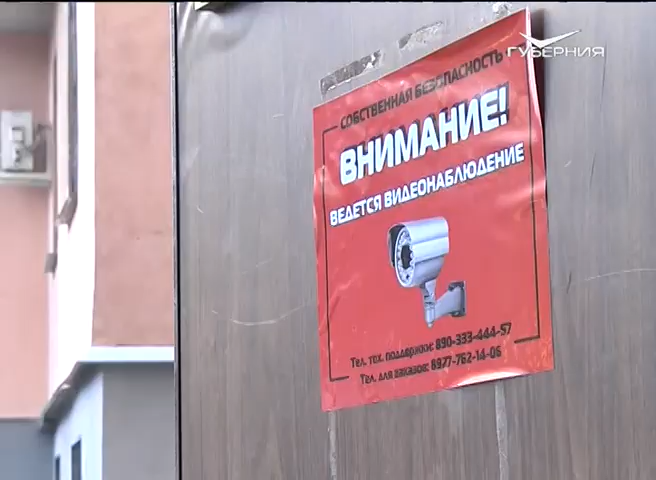 ГУБЕРНИЯ
СОБСТВЕННАЯ БЕЗОПАСНОСТЬ
ВНИМАНИЕ!
ВЕДЕТСЯ ВИДЕОНАБЛЮДЕНИЕ
Тел. тех. поддержки: 890-333-444-57
Тел. для заказов: 8927-762-14-06